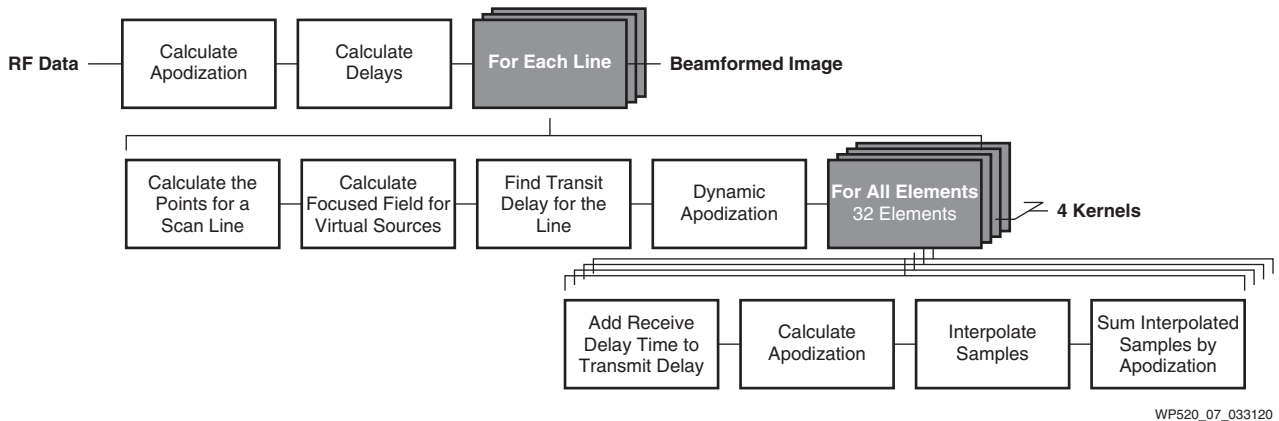 RF Data
Calculate
Apodization
Calculate
Delays
For Each Line
Beamformed Image
Calculate the
Points for a
Scan Line
Calculate
Focused Field for
Virtual Sources
Find Transit
Delay for the
Line
Dynamic
Apodization
For All Elements
32 Elements
4 Kernels
Add Receive
Delay Time to
Transmit Delay
Calculate
Apodization
Interpolate
Samples
Sum Interpolated
Samples by
Apodization
WP520_07_033120